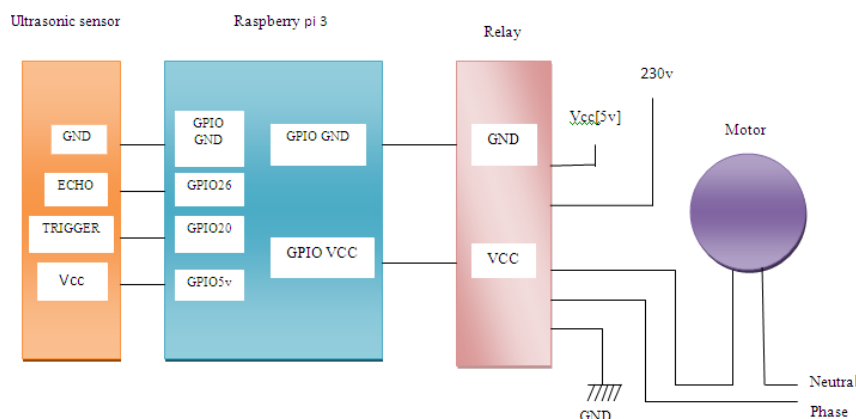 Ultrasonic sensor
Raspberry pi 3
Relay
230v
Vcc[5v]
Motor
GND
ECHO
TRIGGER
Vcc
GPIO
GND
GPIO26
GPIO20
GPIO5v
GPIO GND
GPIO VCC
GND
VCC
GND
Neutral
Phase